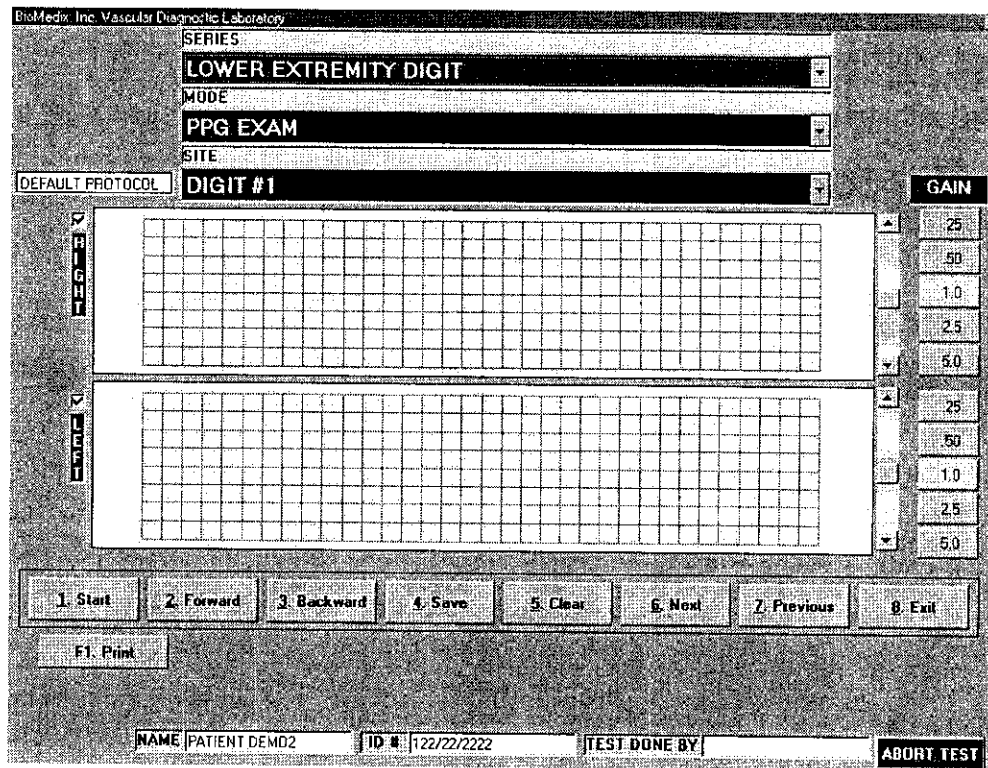 BioMedix, Inc. Vascular Diagnostic Laboratory
SERIES
LOWER EXTREMITY DIGIT
MODE
PPG EXAM
SITE
DEFAULT PROTOCOL
DIGIT #1
GAIN
RIGHT
.25
.50
1.0
2.5
5.0
LEFT
.25
.50
1.0
2.5
5.0
1. Start
2. Forward
3. Backward
4. Save
5. Clear
6. Next
7. Previous
8. Exit
F1. Print
NAME PATIENT DEMO2 ID # 122/22/2222 TEST DONE BY
ABORT TEST